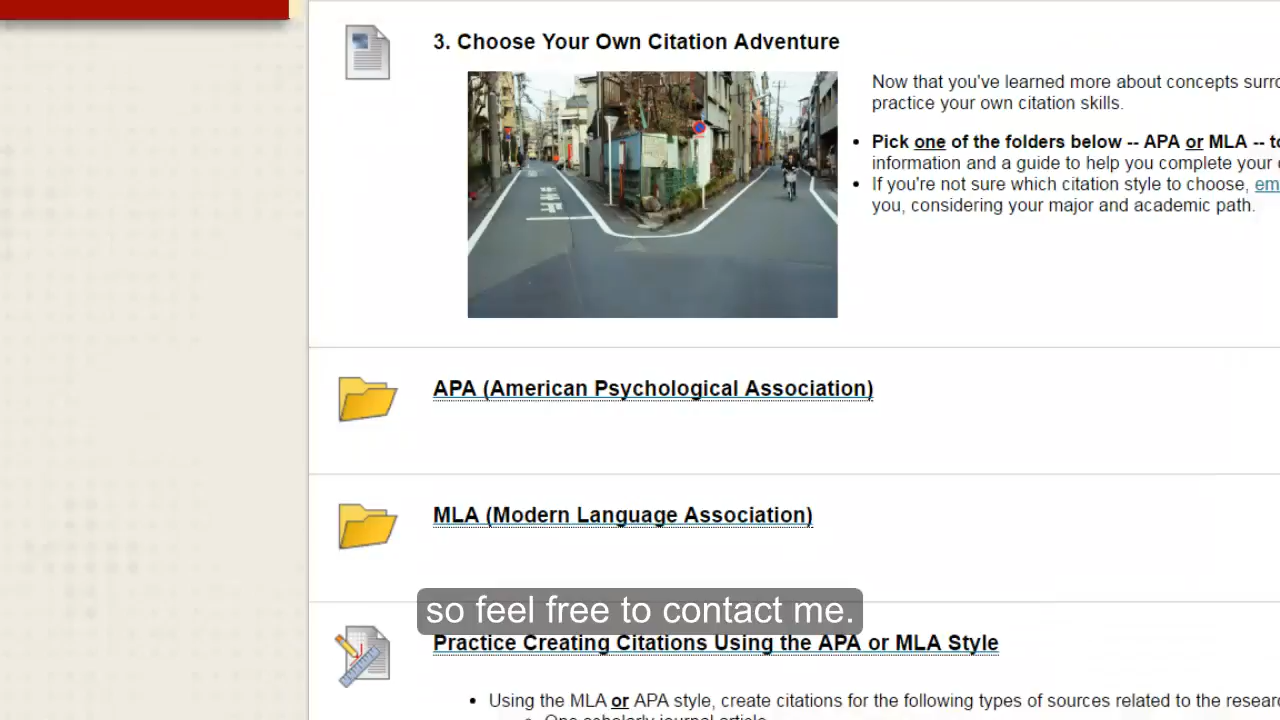 3. Choose Your Own Citation Adventure
Now that you've learned more about concepts
practice your own citation skills.
Pick one of the folders below -- APA or MLA --
information and a guide to help you complete your
If you're not sure which citation style to choose,
you, considering your major and academic path.
APA (American Psychological Association)
MLA (Modern Language Association)
so feel free to contact me.
Practice Creating Citations Using the APA or MLA Style
Using the MLA or APA style, create citations for the following types of sources related to the
One scholarly journal article